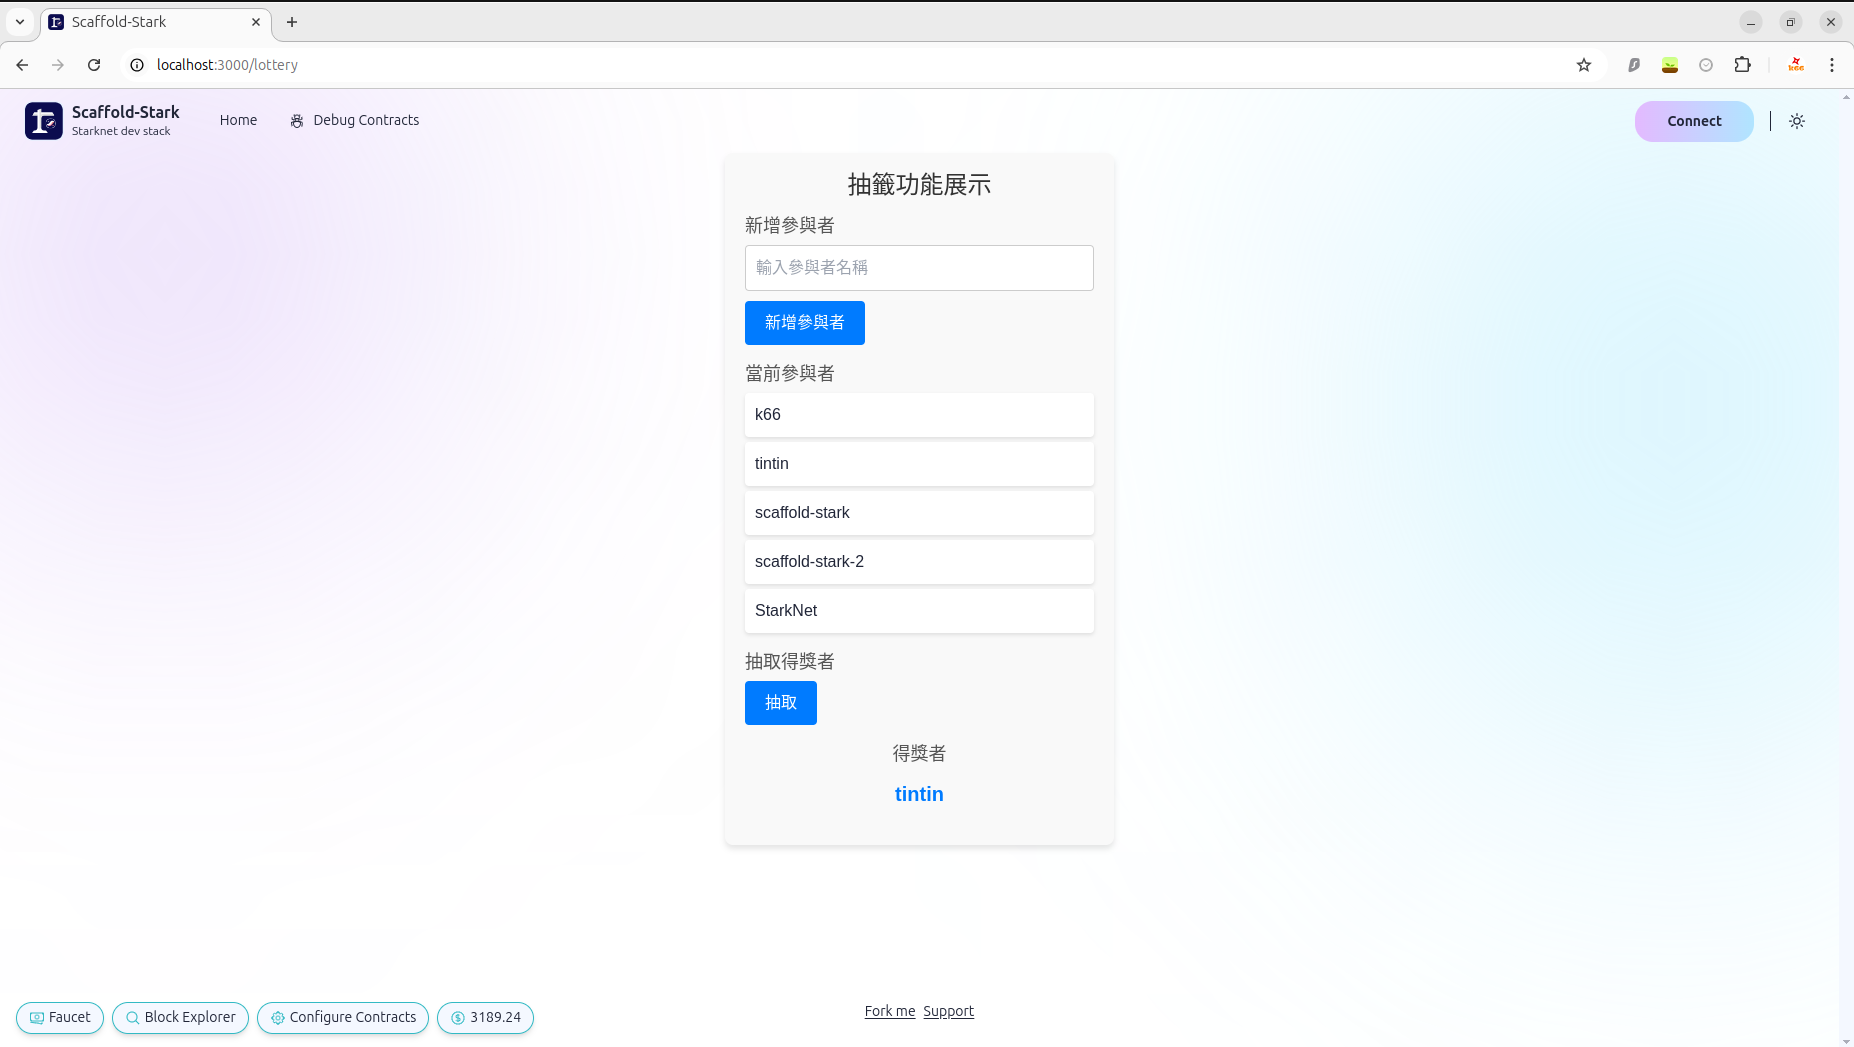 Scaffold-Stark
localhost:3000/lottery
Scaffold-Stark
Starknet dev stack
Home
Debug Contracts
Connect
抽籤功能展示
新增參與者
輸入參與者名稱
新增參與者
當前參與者
k66
tintin
scaffold-stark
scaffold-stark-2
StarkNet
抽取得獎者
抽取
得獎者
tintin
Faucet
Block Explorer
Configure Contracts
3189.24
Fork me
Support